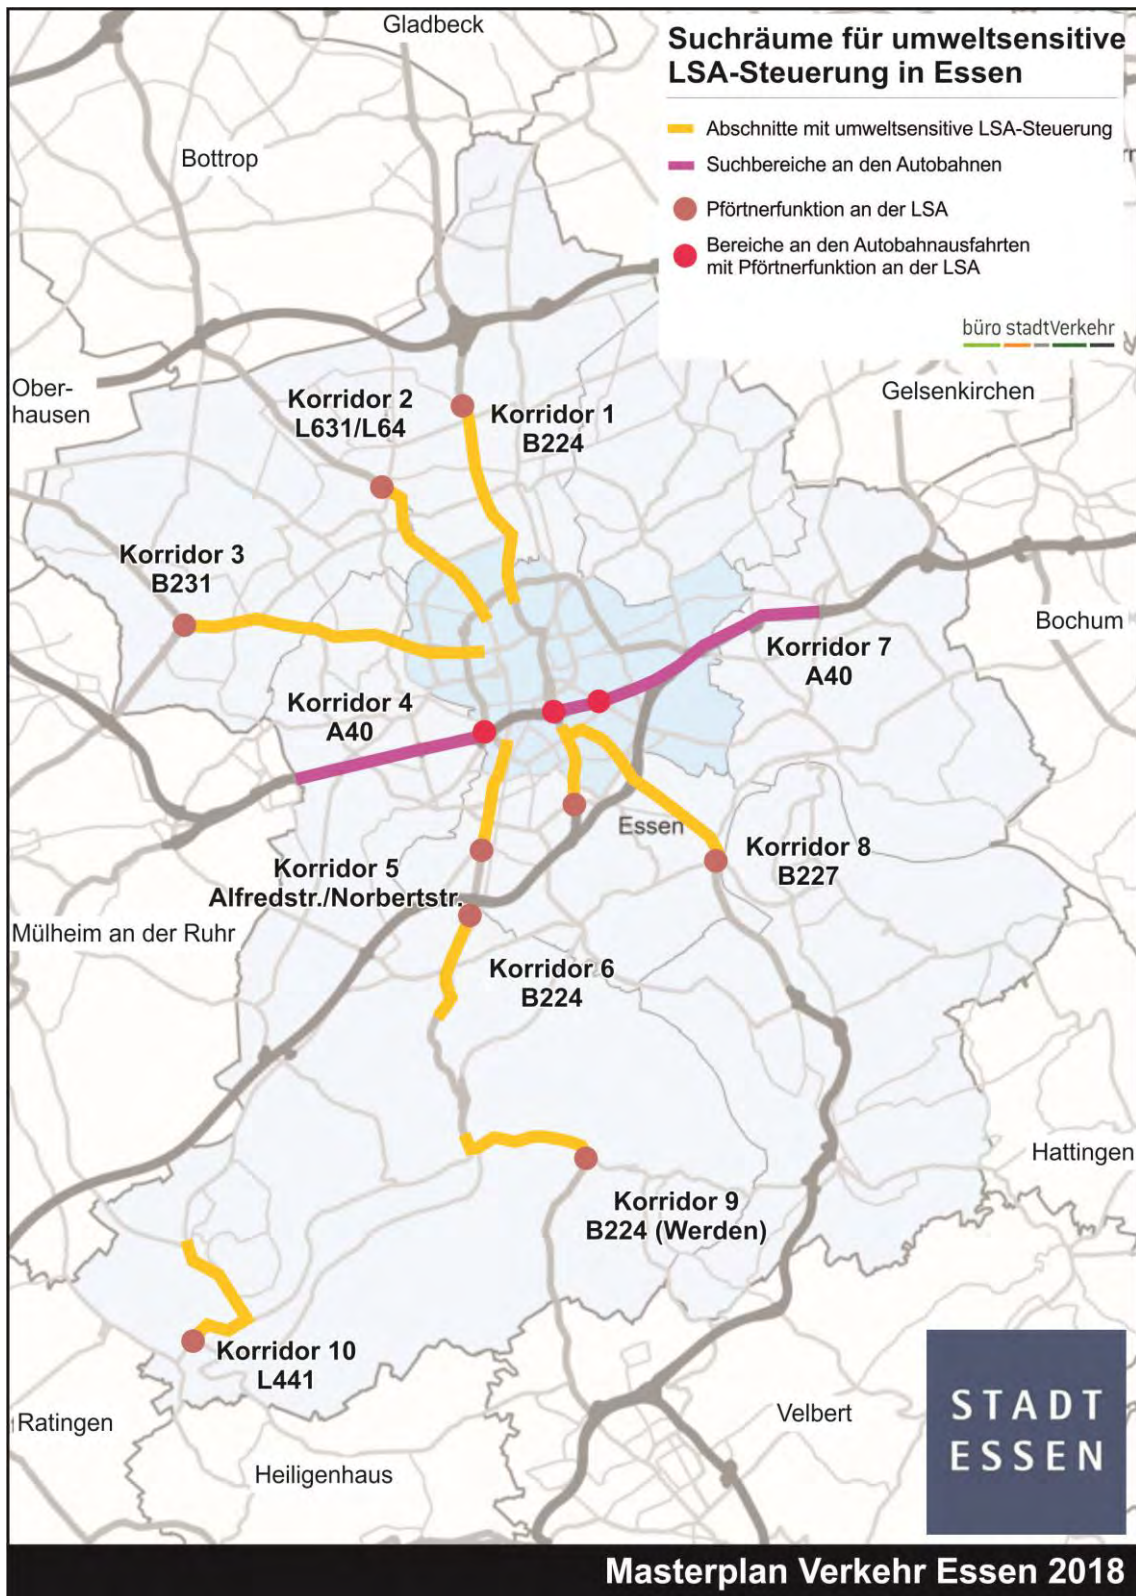 Gladbeck
Suchräume für umweltsensitive
LSA-Steuerung in Essen
Abschnitte mit umweltsensitive LSA-Steuerung
Suchbereiche an den Autobahnen
Pförtnerfunktion an der LSA
Bereiche an den Autobahnausfahrten
mit Pförtnerfunktion an der LSA
büro stadtVerkehr
Bottrop
Ober-
hausen
Gelsenkirchen
Korridor 2
L631/L64
Korridor 1
B224
Korridor 3
B231
Bochum
Korridor 7
A40
Korridor 4
A40
Essen
Korridor 8
B227
Korridor 5
Alfredstr./Norbertstr.
Mülheim an der Ruhr
Korridor 6
B224
Hattingen
Korridor 9
B224 (Werden)
Korridor 10
L441
Ratingen
Velbert
Heiligenhaus
STADT
ESSEN
Masterplan Verkehr Essen 2018